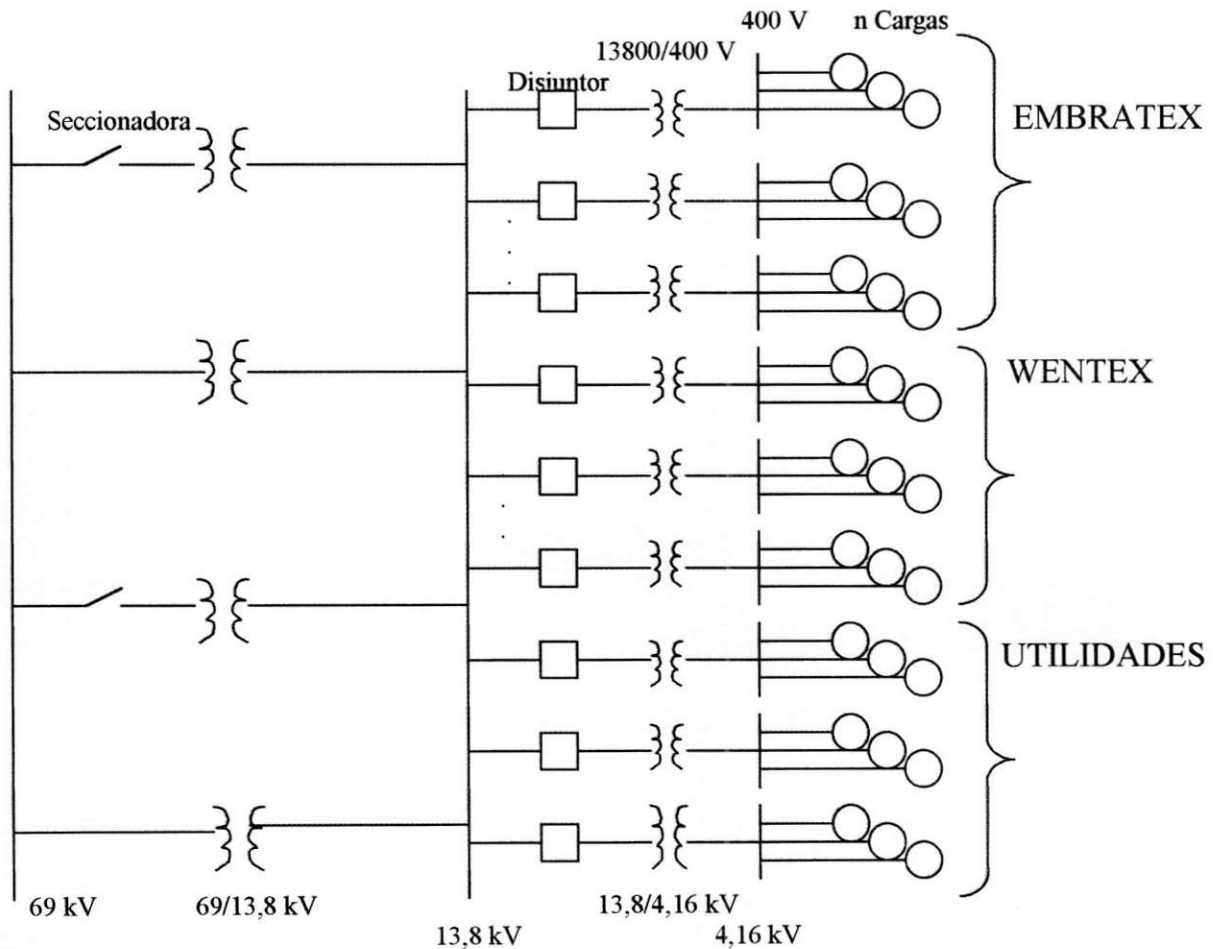 400 V n Cargas
13800/400 V
Disjuntor
Seccionadora
EMBRATEX
WENTEX
UTILIDADES
69 kV 69/13,8 kV 13,8/4,16 kV
13,8 kV 4,16 kV